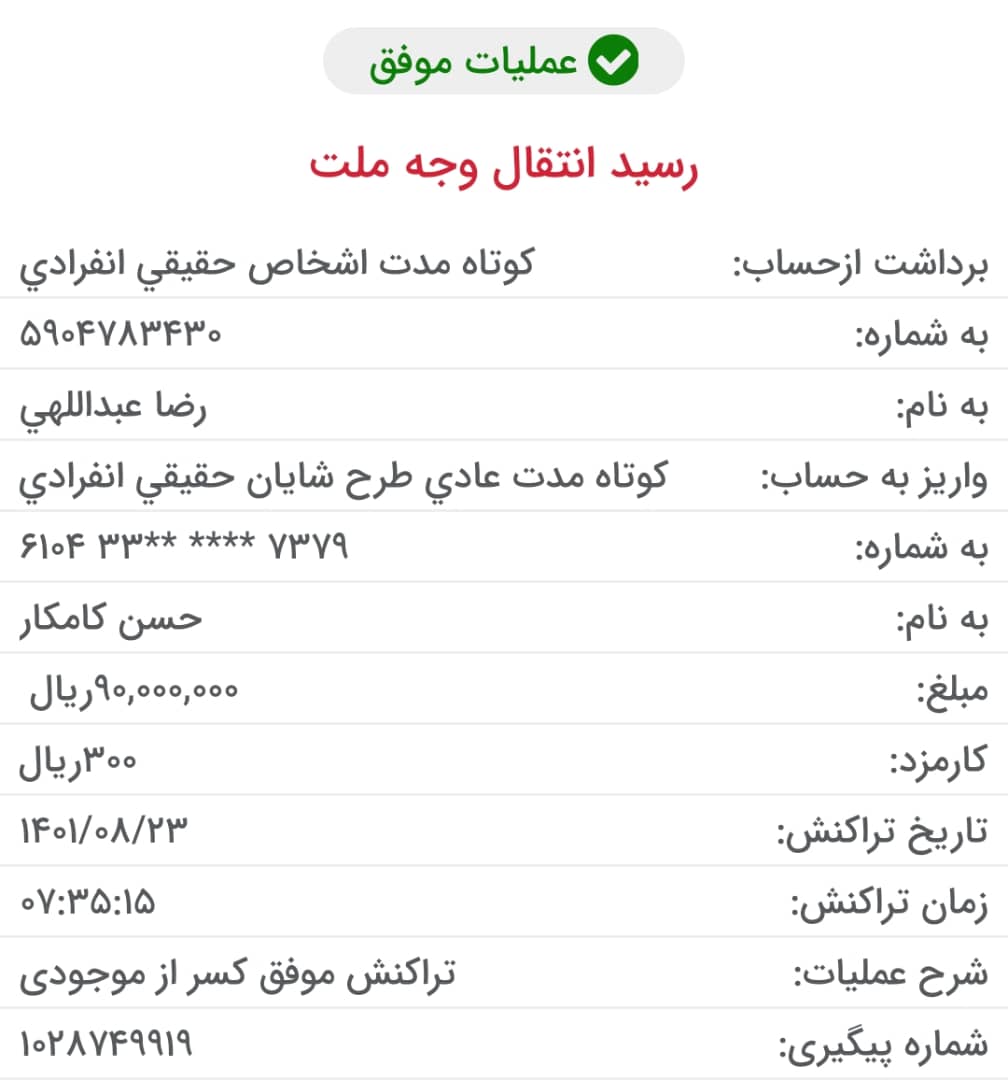 عملیات موفق
رسید انتقال وجه ملت
برداشت ازحساب: کوتاه مدت اشخاص حقيقي انفرادي
به شماره: ۵۹۰۴۷۸۳۴۳۰
به نام: رضا عبداللهي
واریز به حساب: کوتاه مدت عادي طرح شایان حقيقي انفرادي
به شماره: ۶۱۰۴ ۳۳** **** ۷۳۷۹
به نام: حسن کامکار
مبلغ: ۹۰,۰۰۰,۰۰۰ریال
کارمزد: ۳۰۰ریال
تاریخ تراکنش: ۱۴۰۱/۰۸/۲۳
زمان تراکنش: ۰۷:۳۵:۱۵
شرح عملیات: تراکنش موفق کسر از موجودی
شماره پیگیری: ۱۰۲۸۷۴۹۹۱۹